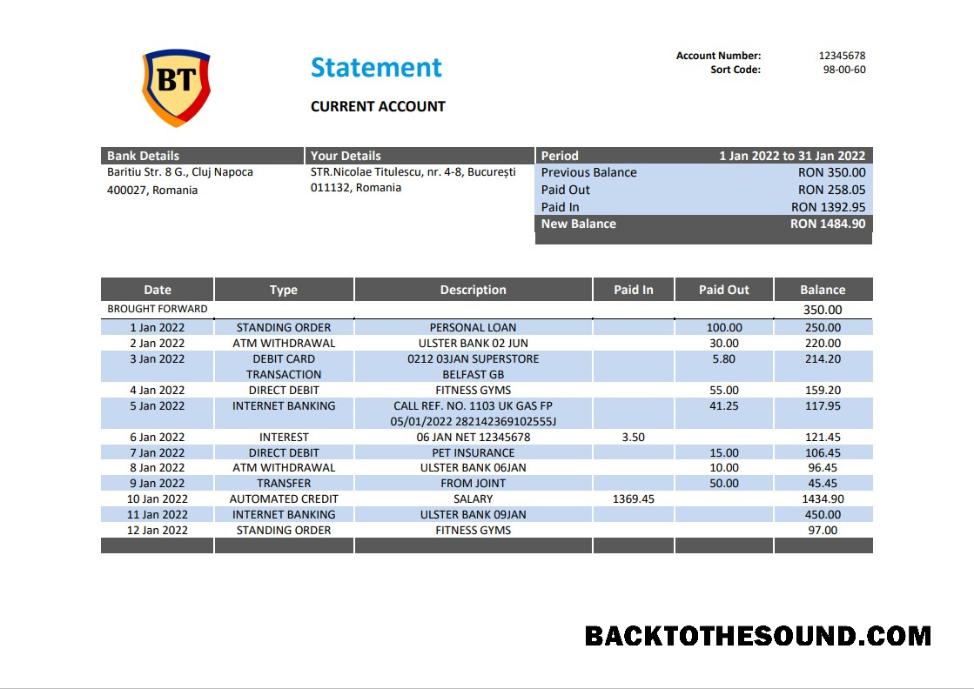 BT
Statement
CURRENT ACCOUNT
Account Number: 12345678
Sort Code: 98-00-60
Bank Details
Baritiu Str. 8 G., Cluj Napoca
400027, Romania
Your Details
STR.Nicolae Titulescu, nr. 4-8, București
011132, Romania
Period 1 Jan 2022 to 31 Jan 2022
Previous Balance RON 350.00
Paid Out RON 258.05
Paid In RON 1392.95
New Balance RON 1484.90
Date Type Description Paid In Paid Out Balance
BROUGHT FORWARD 350.00
1 Jan 2022 STANDING ORDER PERSONAL LOAN 100.00 250.00
2 Jan 2022 ATM WITHDRAWAL ULSTER BANK 02 JUN 30.00 220.00
3 Jan 2022 DEBIT CARD 0212 03JAN SUPERSTORE 5.80 214.20
TRANSACTION BELFAST GB
4 Jan 2022 DIRECT DEBIT FITNESS GYMS 55.00 159.20
5 Jan 2022 INTERNET BANKING CALL REF. NO. 1103 UK GAS FP 41.25 117.95
05/01/2022 282142369102555J
6 Jan 2022 INTEREST 06 JAN NET 12345678 3.50 121.45
7 Jan 2022 DIRECT DEBIT PET INSURANCE 15.00 106.45
8 Jan 2022 ATM WITHDRAWAL ULSTER BANK 06JAN 10.00 96.45
9 Jan 2022 TRANSFER FROM JOINT 50.00 45.45
10 Jan 2022 AUTOMATED CREDIT SALARY 1369.45 1434.90
11 Jan 2022 INTERNET BANKING ULSTER BANK 09JAN 450.00
12 Jan 2022 STANDING ORDER FITNESS GYMS 97.00
BACKTOTHESOUND.COM